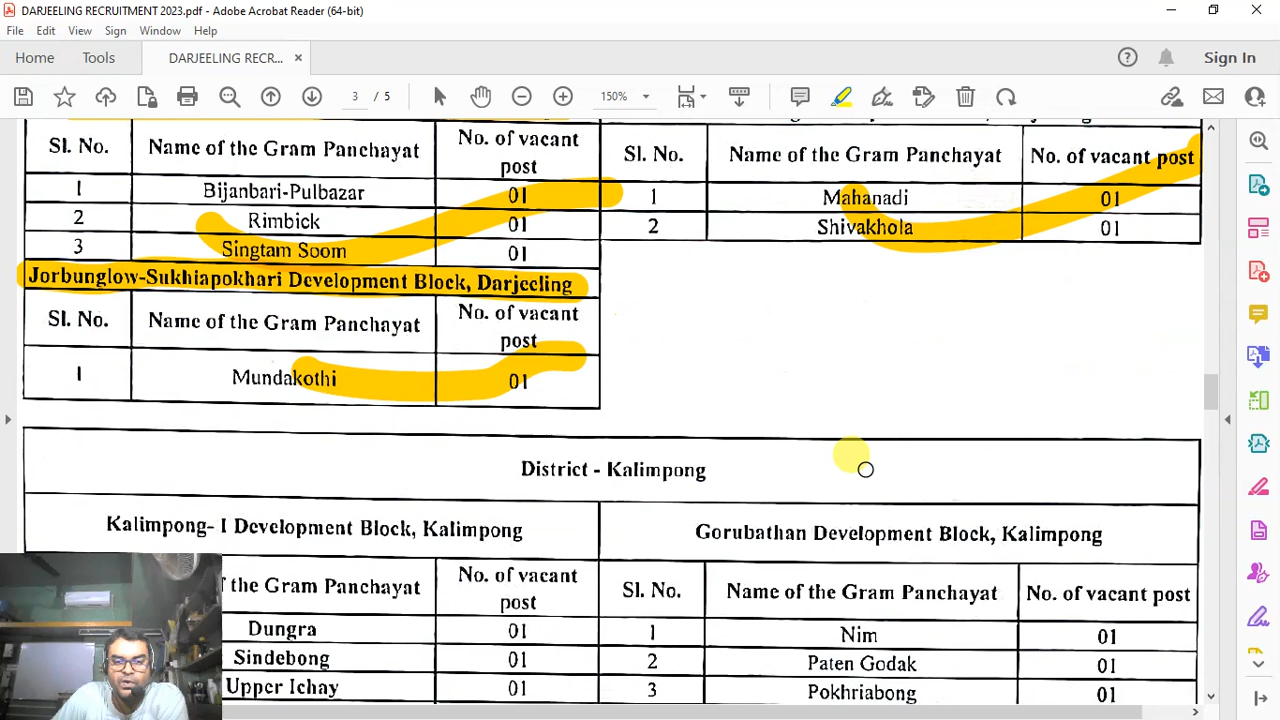 DARJEELING RECRUITMENT 2023.pdf - Adobe Acrobat Reader (64-bit)
File Edit View Sign Window Help
Home Tools DARJEELING RECR... Sign In
3 / 5 150%
Sl. No. Name of the Gram Panchayat No. of vacant post
1 Bijanbari-Pulbazar 01
2 Rimbick 01
3 Singtam Soom 01
Sl. No. Name of the Gram Panchayat No. of vacant post
1 Mahanadi 01
2 Shivakhola 01
Jorbunglow-Sukhiapokhari Development Block, Darjeeling
Sl. No. Name of the Gram Panchayat No. of vacant post
1 Mundakothi 01
District - Kalimpong
Kalimpong- I Development Block, Kalimpong
of the Gram Panchayat No. of vacant post
Dungra 01
Sindebong 01
Upper Ichay 01
Gorubathan Development Block, Kalimpong
Sl. No. Name of the Gram Panchayat No. of vacant post
1 Nim 01
2 Paten Godak 01
3 Pokhriabong 01